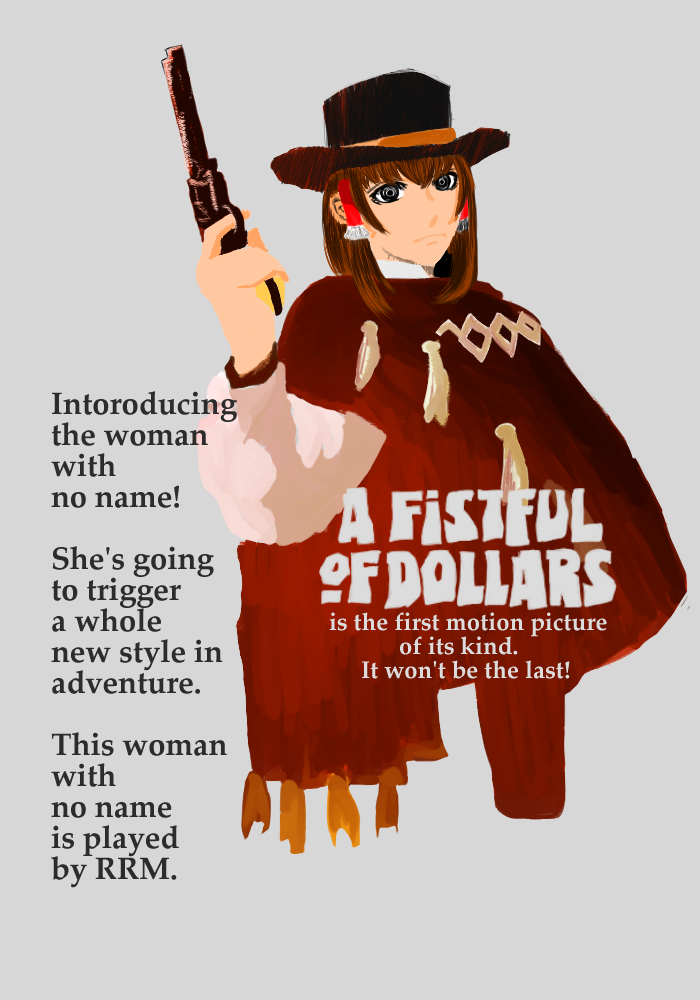 Intoroducing
the woman
with
no name!
She's going
to trigger
a whole
new style in
adventure.
This woman
with
no name
is played
by RRM.
A FiSTFUL
OF DOLLARS
is the first motion picture
of its kind.
It won't be the last!